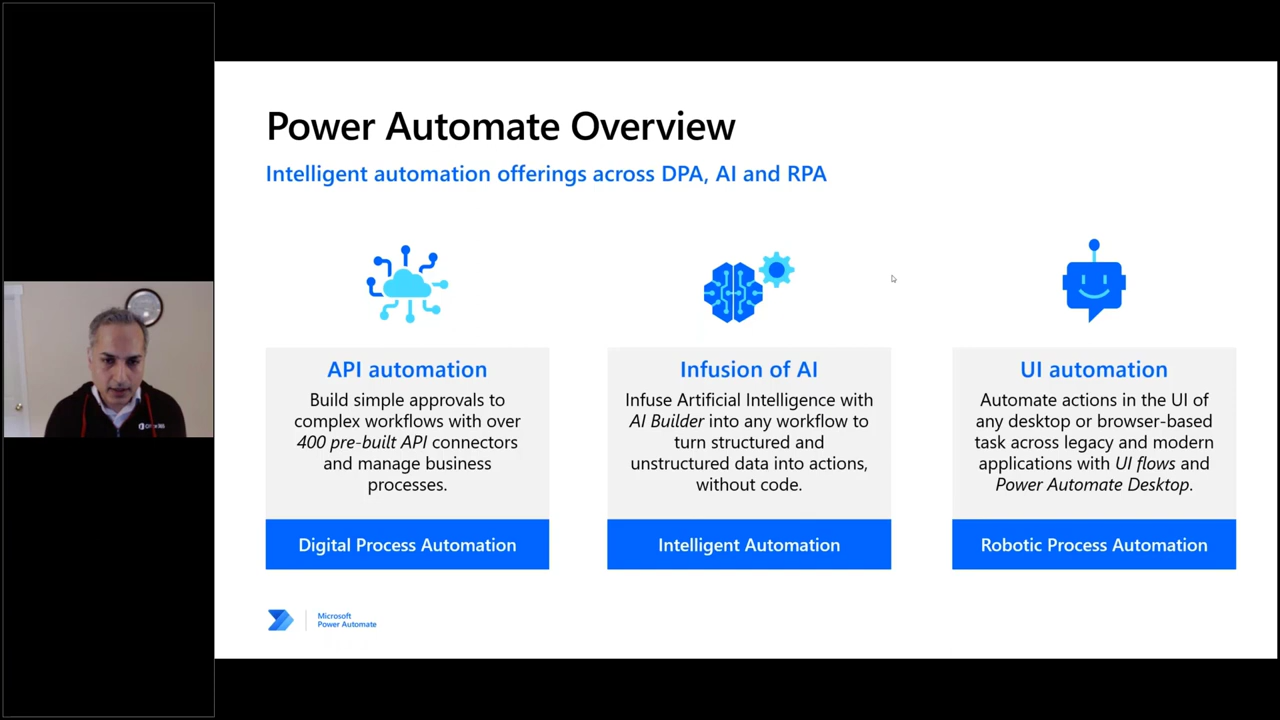 Power Automate Overview
Intelligent automation offerings across DPA, AI and RPA
API automation
Build simple approvals to
complex workflows with over
400 pre-built API connectors
and manage business
processes.
Digital Process Automation
Infusion of AI
Infuse Artificial Intelligence with
AI Builder into any workflow to
turn structured and
unstructured data into actions,
without code.
Intelligent Automation
UI automation
Automate actions in the UI of
any desktop or browser-based
task across legacy and modern
applications with UI flows and
Power Automate Desktop.
Robotic Process Automation
Microsoft
Power Automate